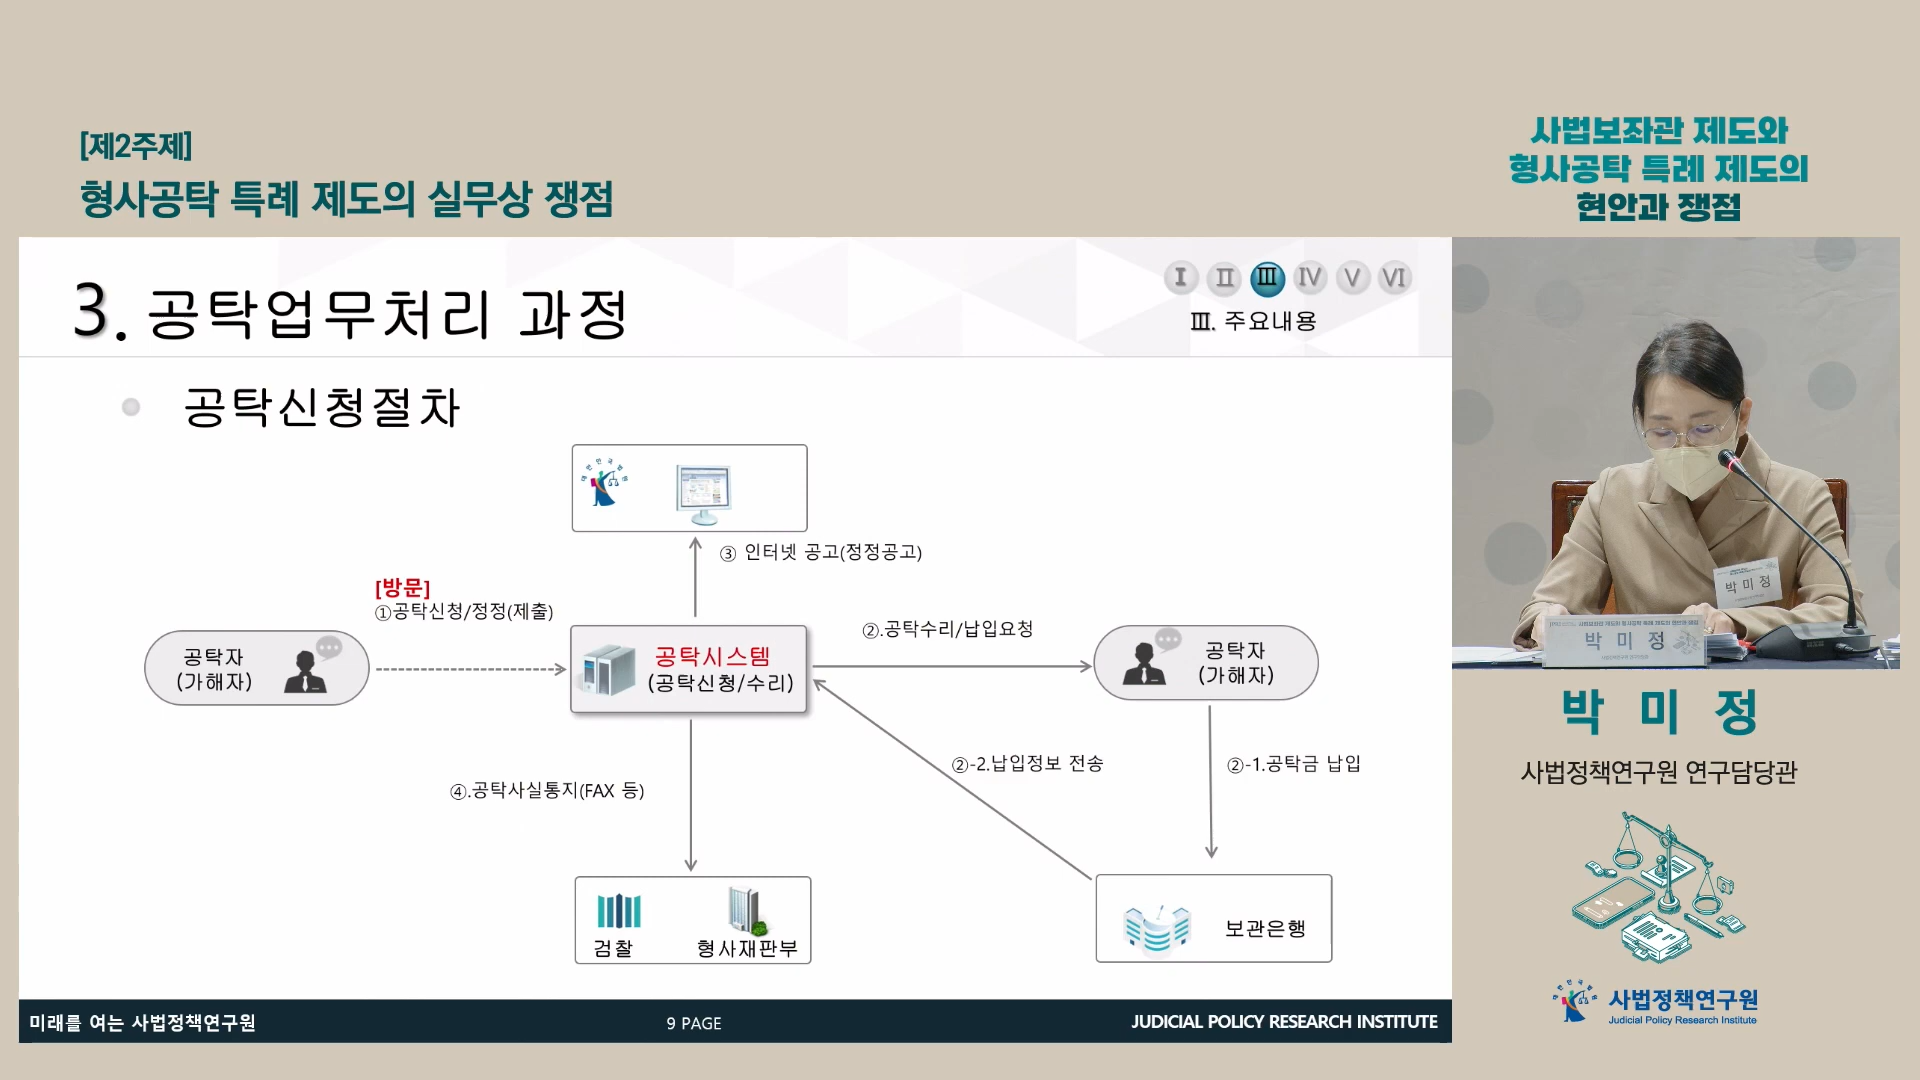 [제2주제]
형사공탁 특례 제도의 실무상 쟁점
사법보좌관 제도와
형사공탁 특례 제도의
현안과 쟁점
3. 공탁업무처리 과정
Ⅰ Ⅱ Ⅲ Ⅳ Ⅴ Ⅵ
Ⅲ. 주요내용
공탁신청절차
③ 인터넷 공고(정정공고)
[방문]
①공탁신청/정정(제출)
공탁자
(가해자)
공탁시스템
(공탁신청/수리)
②.공탁수리/납입요청
공탁자
(가해자)
②-2.납입정보 전송
②-1.공탁금 납입
④.공탁사실통지(FAX 등)
검찰
형사재판부
보관은행
미래를 여는 사법정책연구원
9 PAGE
JUDICIAL POLICY RESEARCH INSTITUTE
박 미 정
박 미 정
박 미 정
사법정책연구원 연구담당관
사법정책연구원
Judicial Policy Research Institute